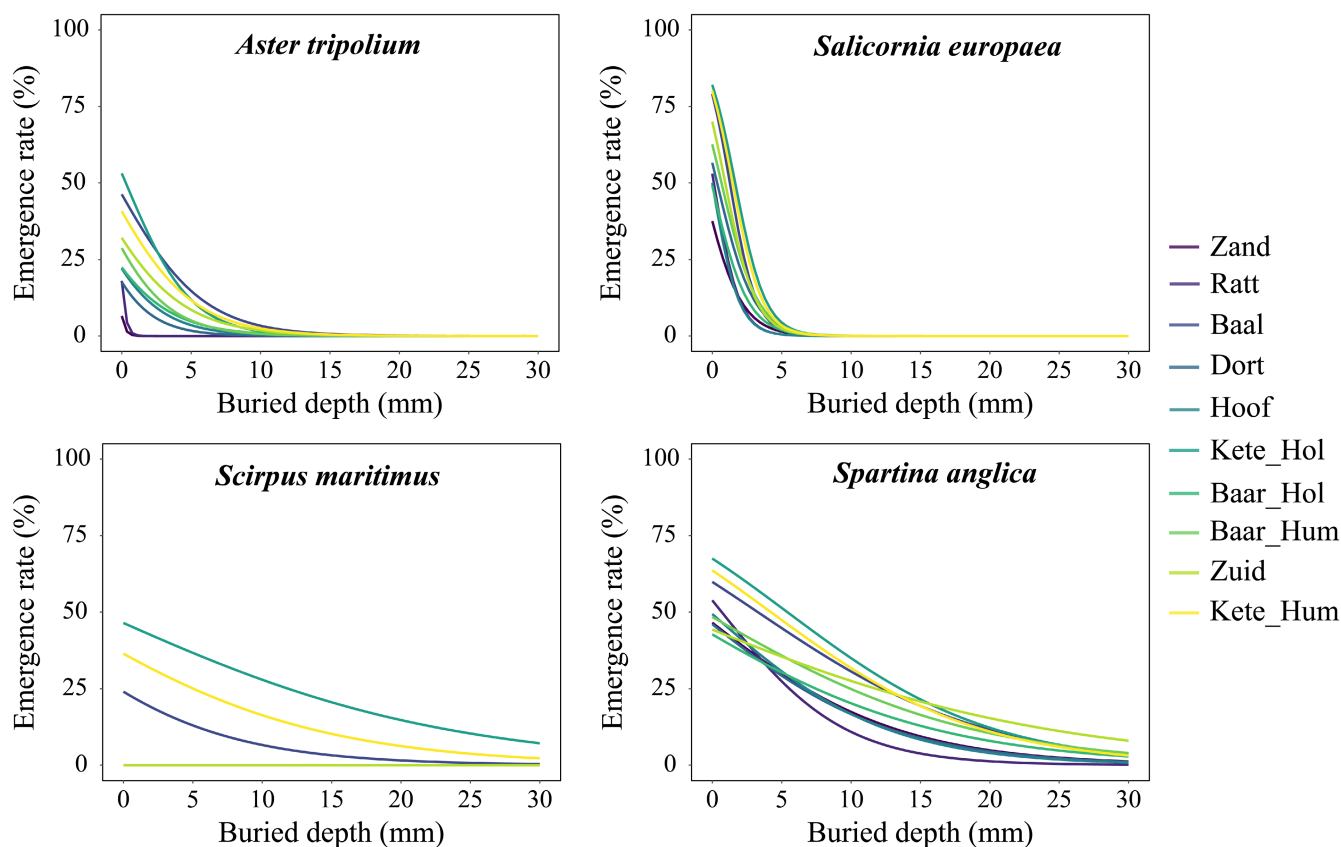 Aster tripolium
Emergence rate (%)
100
75
50
25
0
0 5 10 15 20 25 30
Buried depth (mm)
Salicornia europaea
Emergence rate (%)
100
75
50
25
0
0 5 10 15 20 25 30
Buried depth (mm)
Scirpus maritimus
Emergence rate (%)
100
75
50
25
0
0 5 10 15 20 25 30
Buried depth (mm)
Spartina anglica
Emergence rate (%)
100
75
50
25
0
0 5 10 15 20 25 30
Buried depth (mm)
Zand
Ratt
Baal
Dort
Hoof
Kete_Hol
Baar_Hol
Baar_Hum
Zuid
Kete_Hum